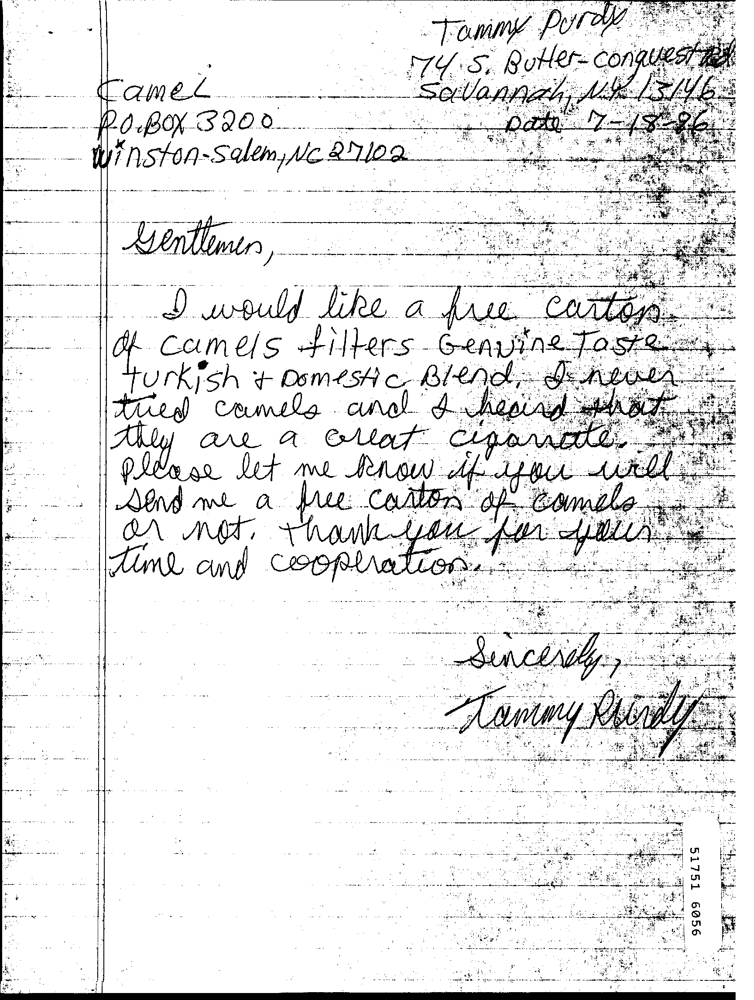 Tammy Purdy
74 S. Butler-conquest Rd
Savannah, N.Y. 13146
Date 7-18-86
Camel
P.O. BOX 3200
Winston-Salem, NC 27102
Gentlemen,
I would like a free carton
of camels filters Genuine Taste
Turkish + Domestic Blend. I never
tried camels and I heard that
they are a great cigarrate.
Please let me know if you will
send me a free carton of camels
or not. Thank you for your
time and cooperation.
Sincerely,
Tammy Purdy
51751 6056